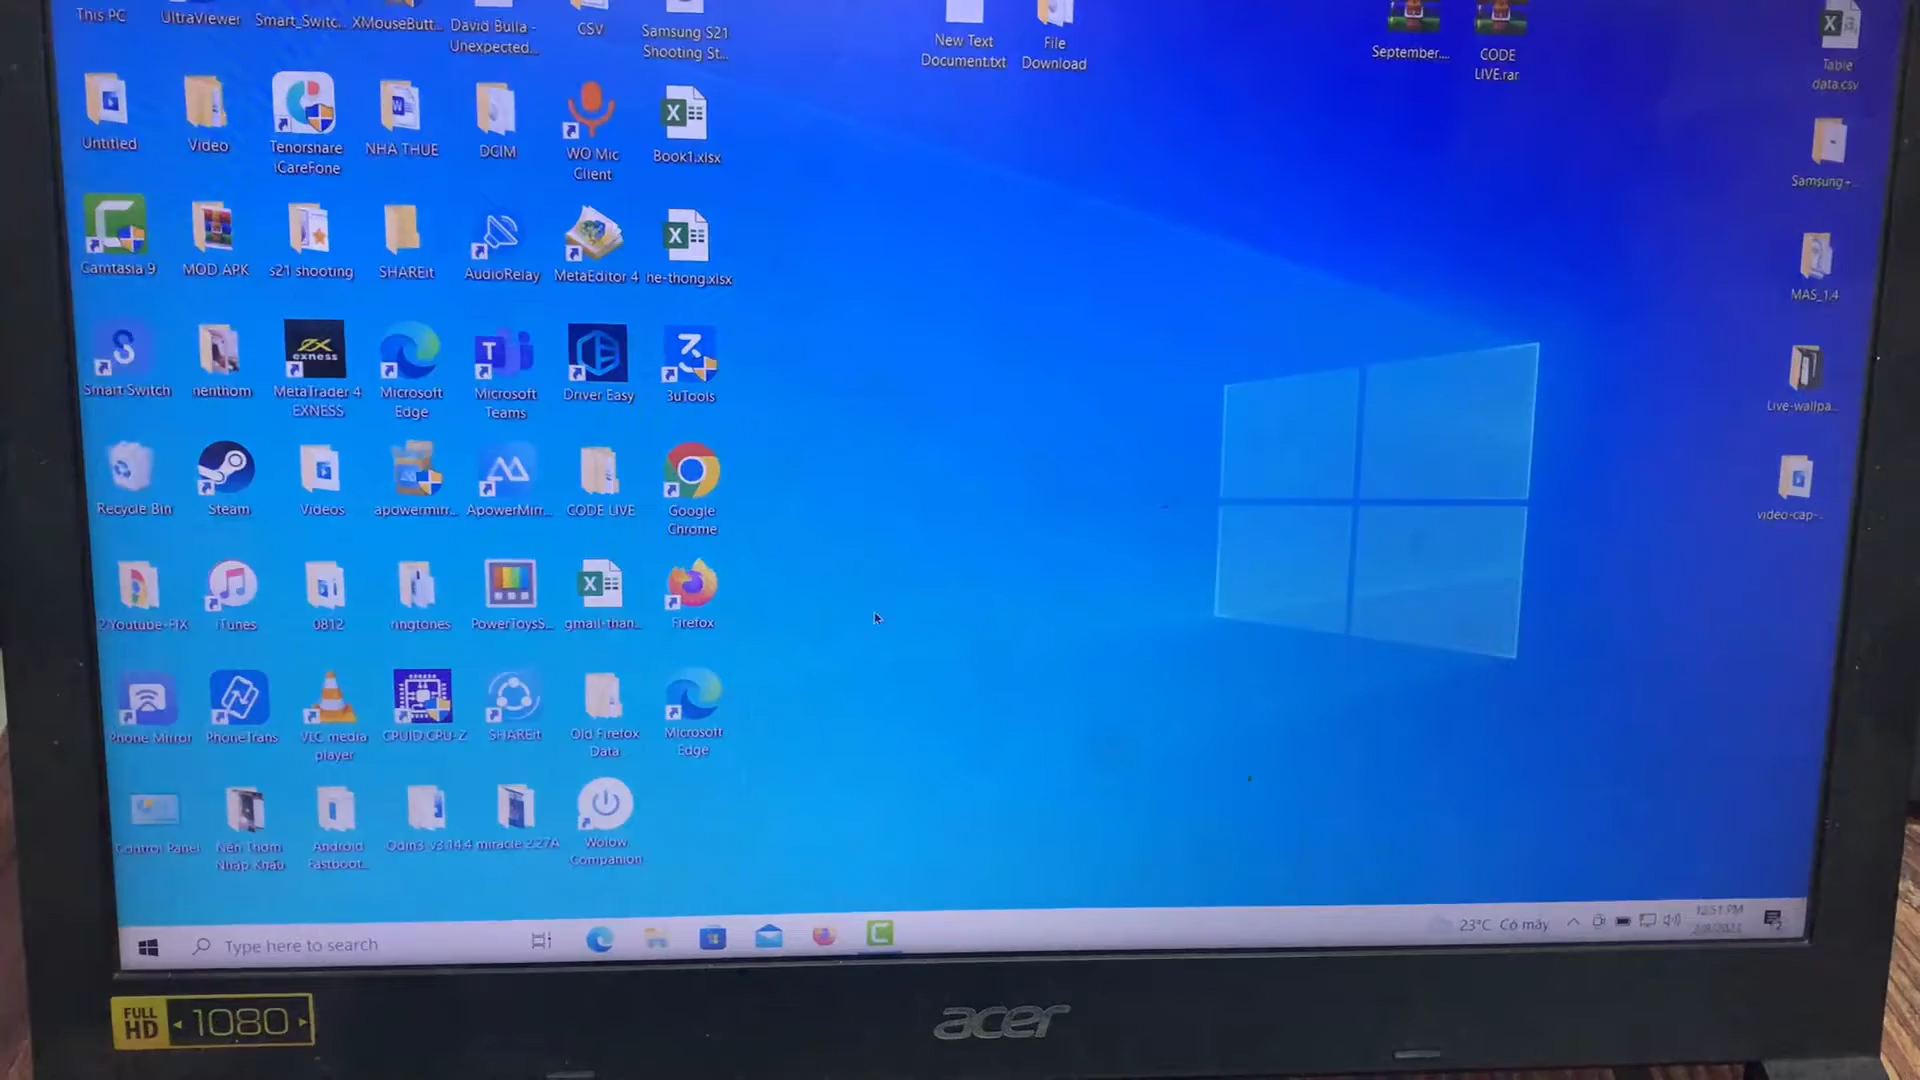 This PC
UltraViewer
Smart_Switc...
XMouseButt...
David Bulla -
Unexpected...
CSV
Samsung S21
Shooting St...
New Text
Document.txt
File
Download
September....
CODE
LIVE.rar
Table
data.csv
Untitled
Video
Tenorshare
iCareFone
NHA THUE
DCIM
WO Mic
Client
Book1.xlsx
Samsung -...
Camtasia 9
MOD APK
s21 shooting
SHAREit
AudioRelay
MetaEditor 4
he-thong.xlsx
MAS_1.4
Smart Switch
nenthom
exness
MetaTrader 4
EXNESS
Microsoft
Edge
Microsoft
Teams
Driver Easy
3uTools
Live-wallpa...
Recycle Bin
Steam
Videos
apowermirr...
ApowerMirr...
CODE LIVE
Google
Chrome
video-cap-...
2.Youtube-FIX
iTunes
0812
ringtones
PowerToysS...
gmail-than...
Firefox
Phone Mirror
PhoneTrans
VLC media
player
CPUID CPU-Z
SHAREit
Old Firefox
Data
Microsoft
Edge
Control Panel
Nến Thơm
Nhập Khẩu
Android
Fastboot...
Odin3_v3.14.4
miracle 2.27A
Wolow
Companion
Type here to search
23°C Có mây
12:51 PM
FULL
HD
1080
acer